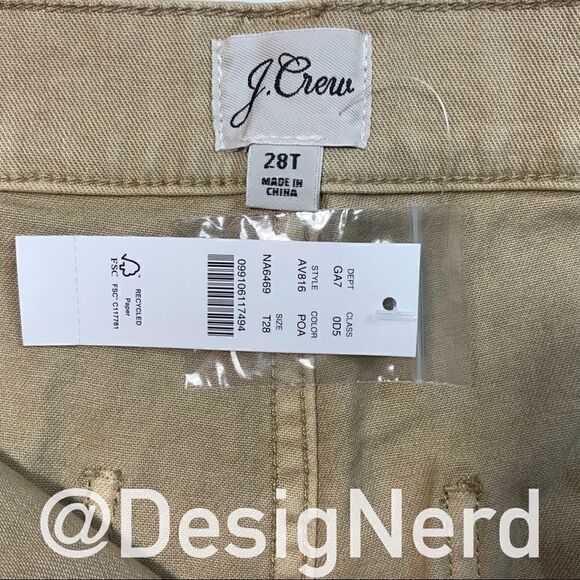 J.Crew
28T
MADE IN
CHINA
DEPT CLASS
GA7 0D5
STYLE COLOR
AV816 POA
SIZE
NA6469 T28
099106117494
RECYCLED
Paper
FSC FSC® C117781
@DesigNerd